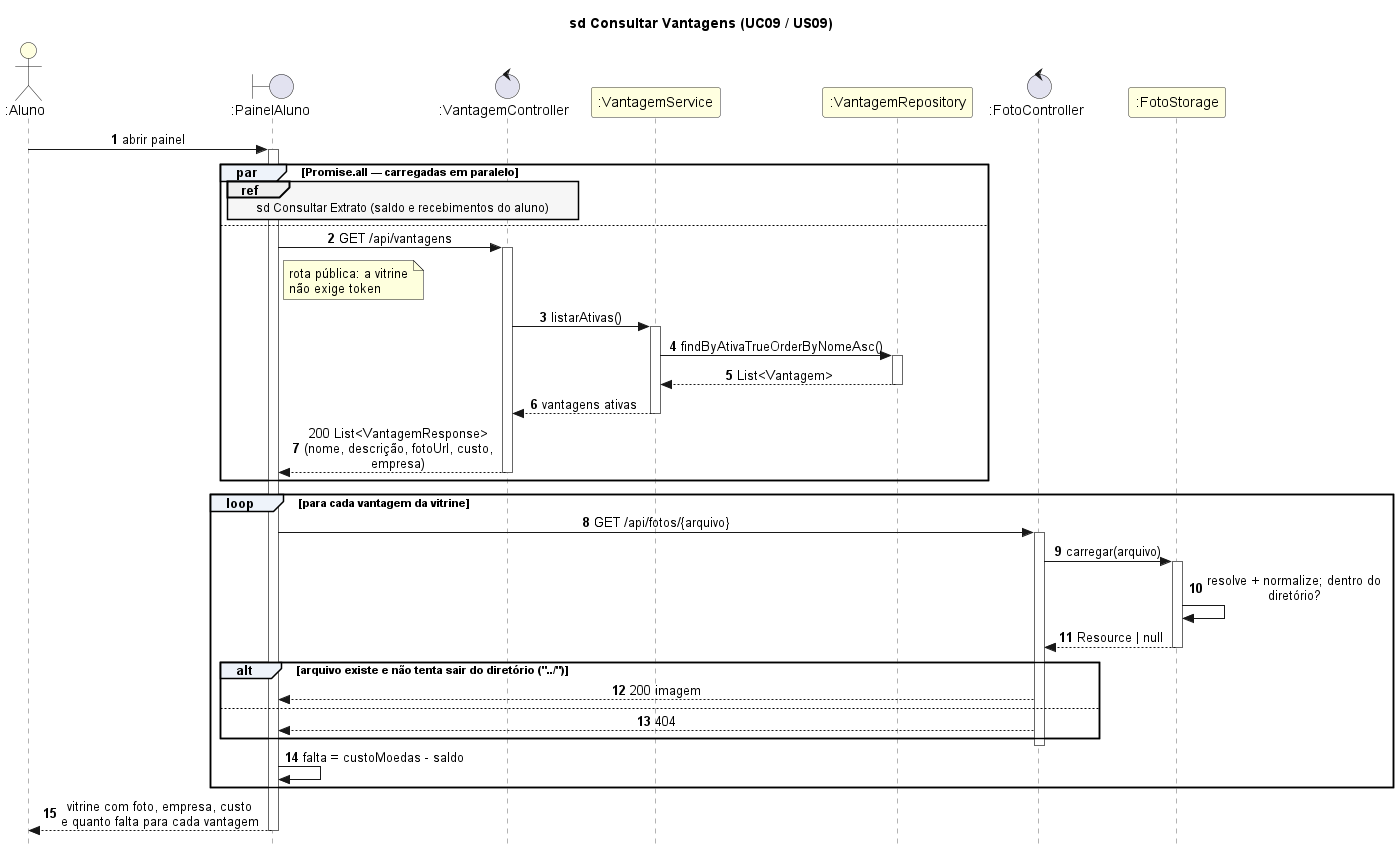 sd Consultar Vantagens (UC09 / US09)
:Aluno
:PainelAluno
:VantagemController
:VantagemService
:VantagemRepository
:FotoController
:FotoStorage
1 abrir painel
par [Promise.all — carregadas em paralelo]
ref
sd Consultar Extrato (saldo e recebimentos do aluno)
2 GET /api/vantagens
rota pública: a vitrine
não exige token
3 listarAtivas()
4 findByAtivaTrueOrderByNomeAsc()
5 List<Vantagem>
6 vantagens ativas
200 List<VantagemResponse>
7 (nome, descrição, fotoUrl, custo,
empresa)
loop [para cada vantagem da vitrine]
8 GET /api/fotos/{arquivo}
9 carregar(arquivo)
10 resolve + normalize; dentro do
diretório?
11 Resource | null
alt [arquivo existe e não tenta sair do diretório ("../")]
12 200 imagem
13 404
14 falta = custoMoedas - saldo
15 vitrine com foto, empresa, custo
e quanto falta para cada vantagem